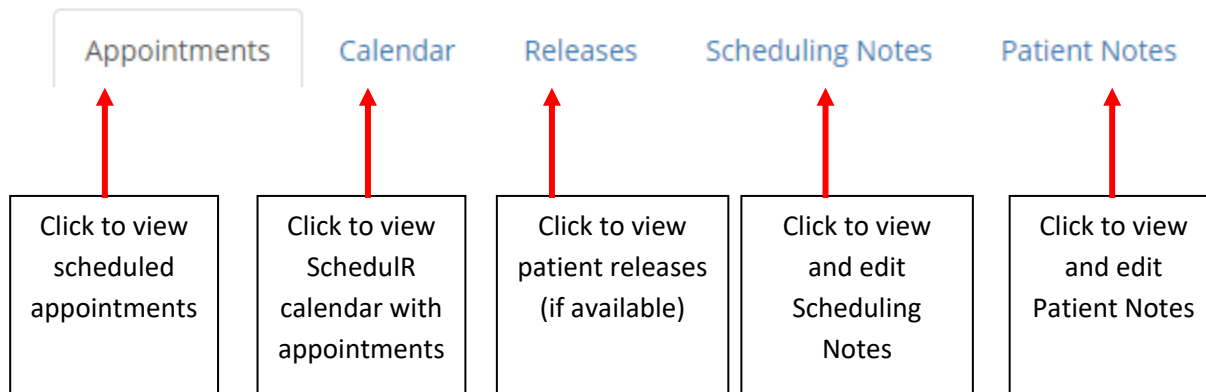 Appointments Calendar Releases Scheduling Notes Patient Notes
Click to view
scheduled
appointments
Click to view
SchedulR
calendar with
appointments
Click to view
patient releases
(if available)
Click to view
and edit
Scheduling
Notes
Click to view
and edit
Patient Notes